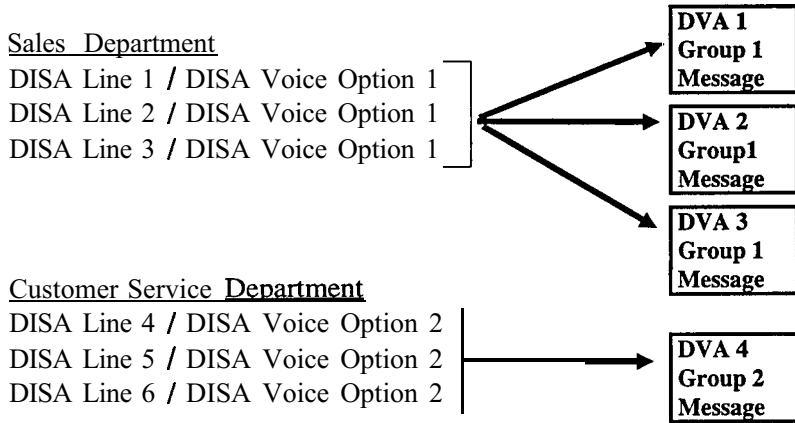 Sales Department
DISA Line 1 / DISA Voice Option 1
DISA Line 2 / DISA Voice Option 1
DISA Line 3 / DISA Voice Option 1
DVA 1
Group 1
Message
DVA 2
Group1
Message
DVA 3
Group 1
Message
Customer Service Department
DISA Line 4 / DISA Voice Option 2
DISA Line 5 / DISA Voice Option 2
DISA Line 6 / DISA Voice Option 2
DVA 4
Group 2
Message